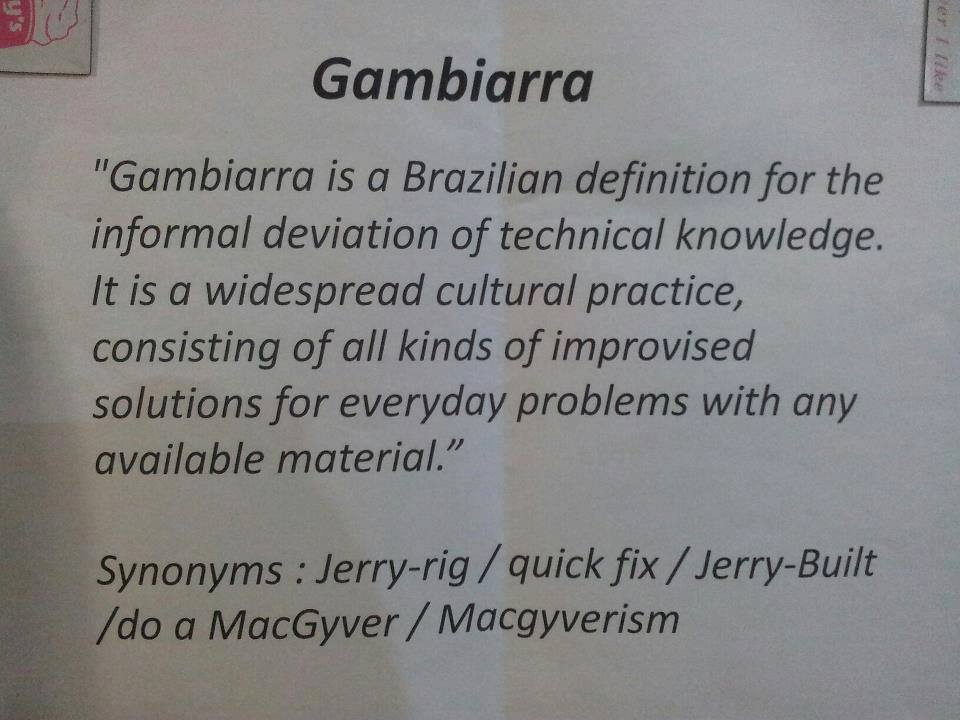 y's
er I like
Gambiarra
"Gambiarra is a Brazilian definition for the
informal deviation of technical knowledge.
It is a widespread cultural practice,
consisting of all kinds of improvised
solutions for everyday problems with any
available material.”
Synonyms : Jerry-rig / quick fix / Jerry-Built
/do a MacGyver / Macgyverism